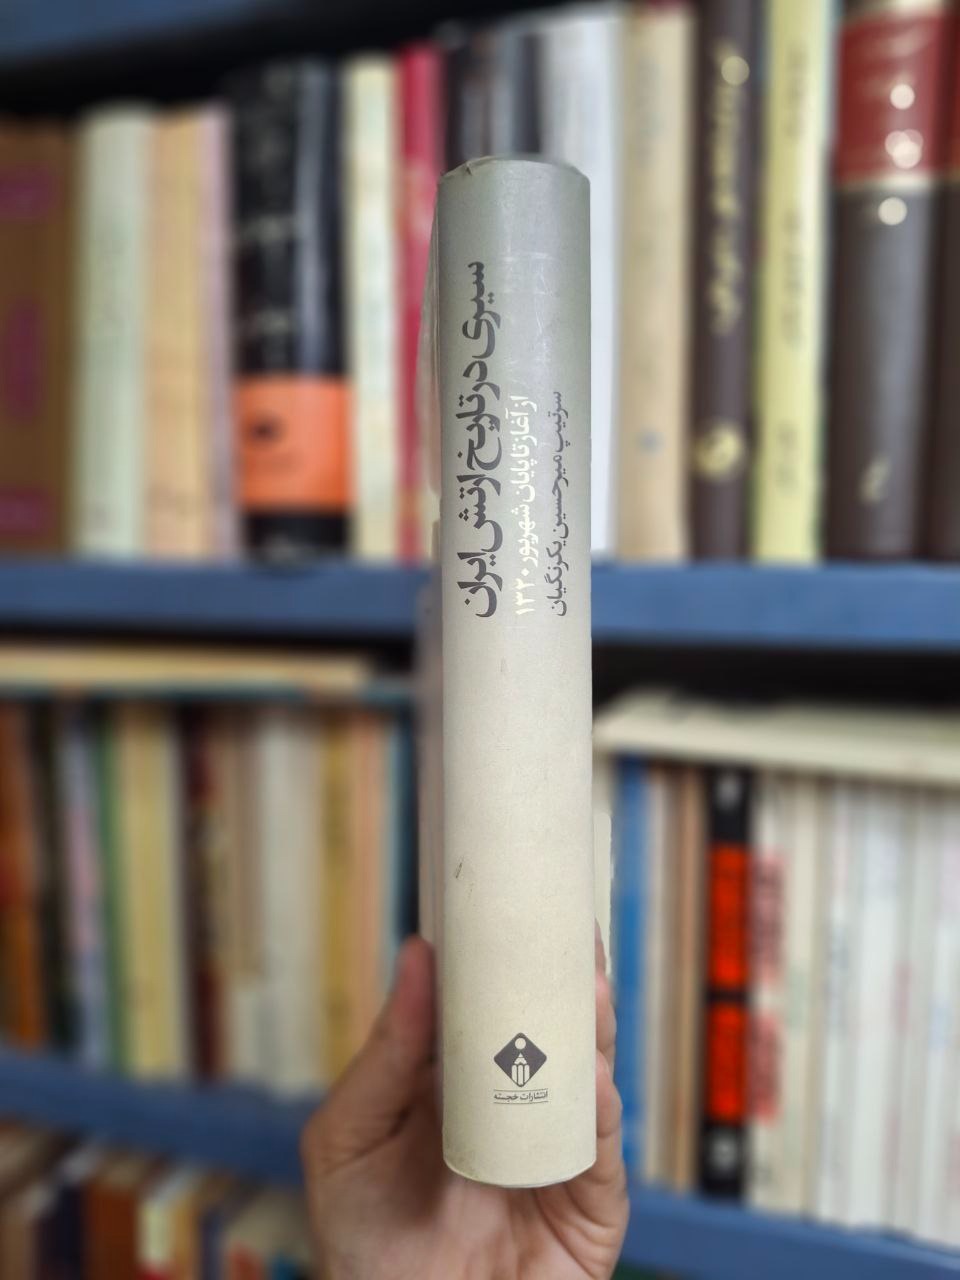 سیری در تاریخ ارتش ایران
از آغاز تا پایان شهریور ۱۳۲۰
سرتیپ میرحسین یکرنگیان
انتشارات خجسته